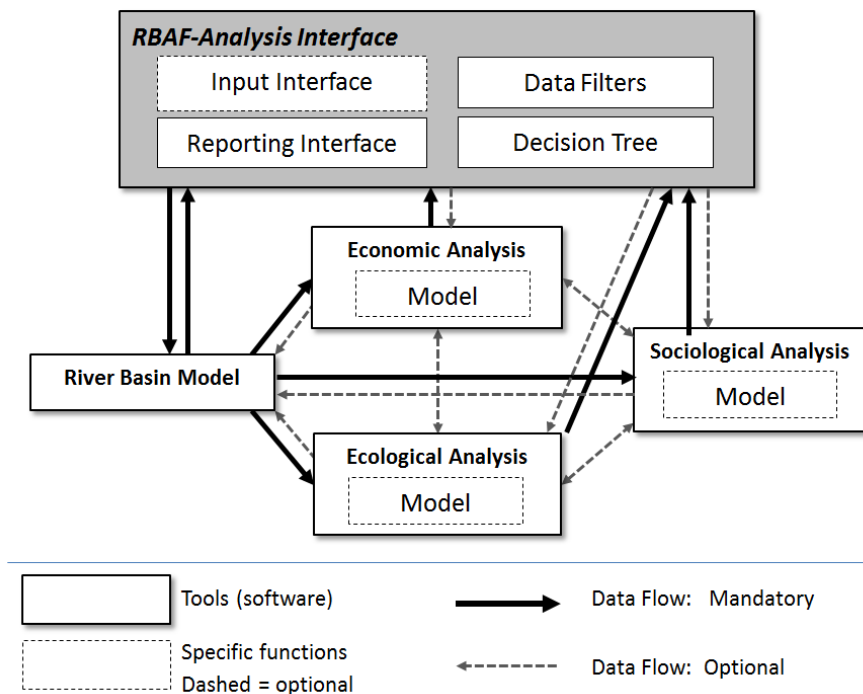 RBAF-Analysis Interface
Input Interface
Data Filters
Reporting Interface
Decision Tree
Economic Analysis
Model
River Basin Model
Sociological Analysis
Model
Ecological Analysis
Model
Tools (software)
Data Flow: Mandatory
Specific functions
Dashed = optional
Data Flow: Optional